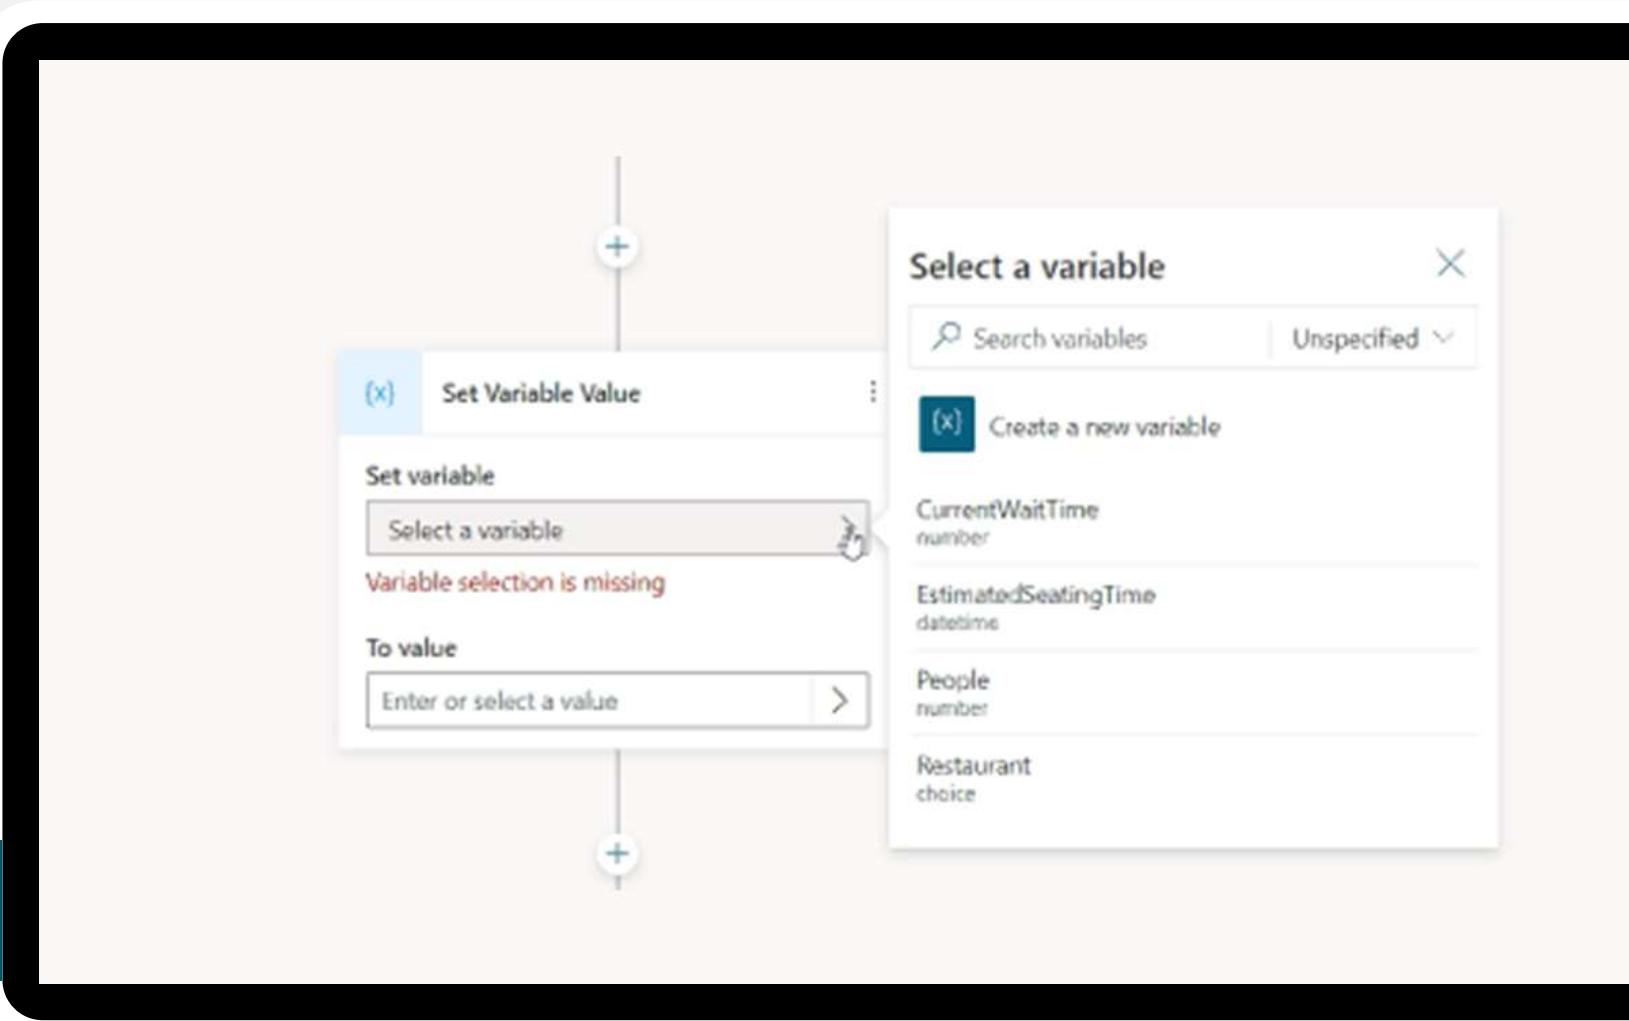 Select a variable
Search variables
Unspecified
{x} Set Variable Value
{x} Create a new variable
Set variable
Select a variable
Variable selection is missing
To value
Enter or select a value
CurrentWaitTime
number
EstimatedSeatingTime
datetime
People
number
Restaurant
choice